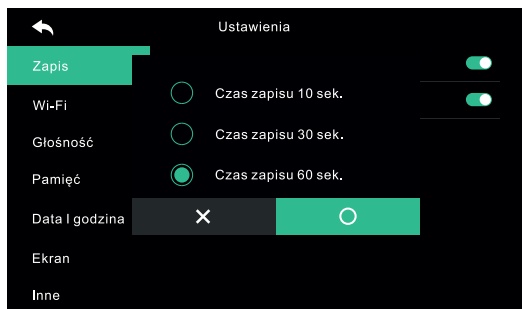 Ustawienia
Zapis
Wi-Fi
Głośność
Pamięć
Data I godzina
Ekran
Inne
Czas zapisu 10 sek.
Czas zapisu 30 sek.
Czas zapisu 60 sek.